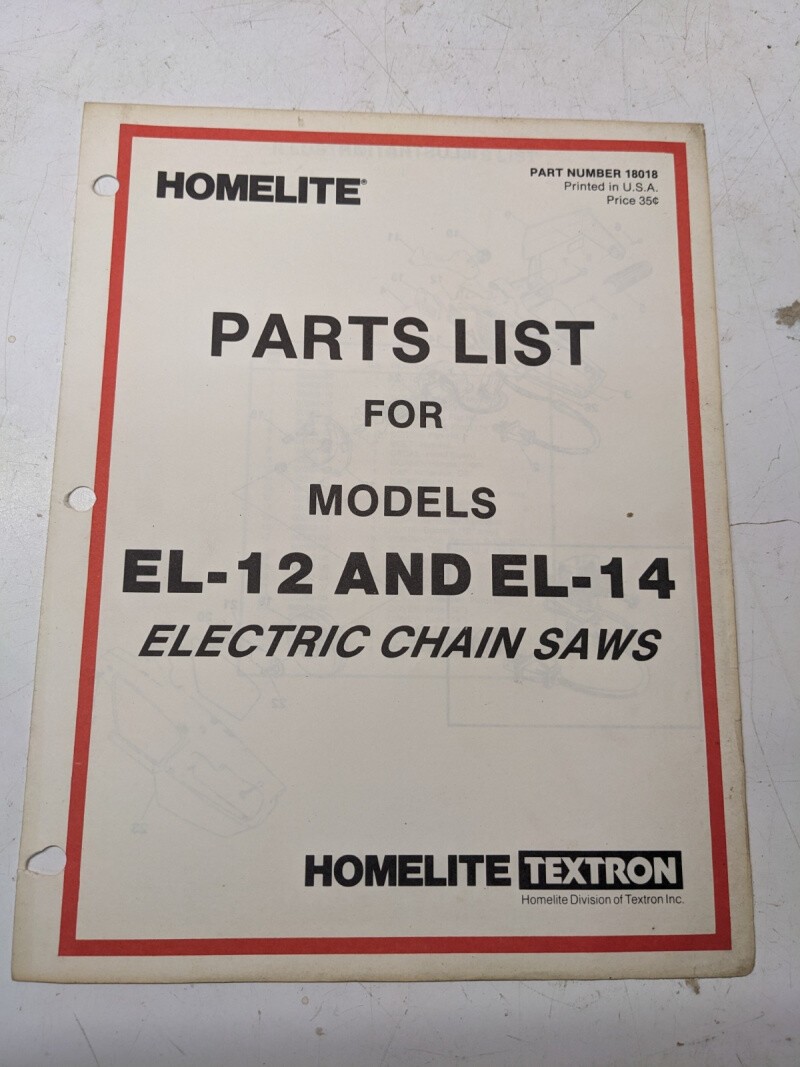 HOMELITE®
PART NUMBER 18018
Printed in U.S.A.
Price 35¢
PARTS LIST
FOR
MODELS
EL-12 AND EL-14
ELECTRIC CHAIN SAWS
HOMELITE TEXTRON
Homelite Division of Textron Inc.